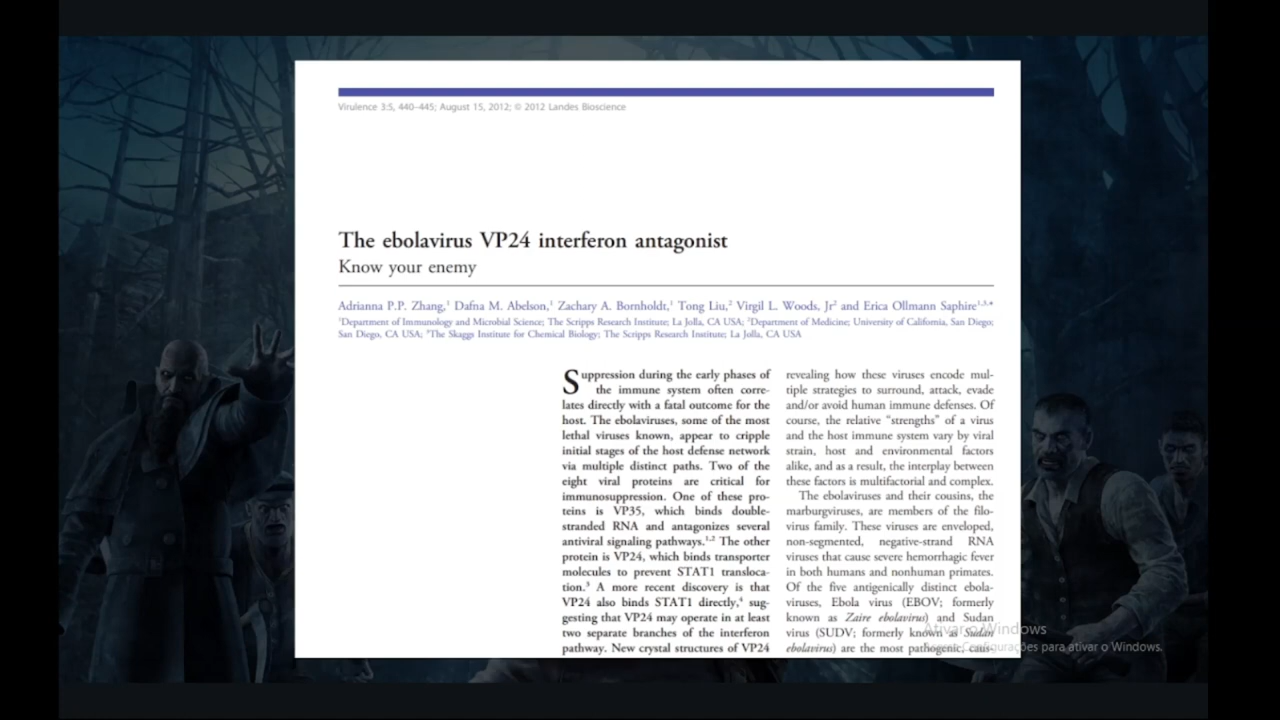 Virulence 3:5, 440–445; August 15, 2012; © 2012 Landes Bioscience
The ebolavirus VP24 interferon antagonist
Know your enemy
Adrianna P.P. Zhang,¹ Dafna M. Abelson,¹ Zachary A. Bornholdt,¹ Tong Liu,² Virgil L. Woods, Jr² and Erica Ollmann Saphire¹,³,*
¹Department of Immunology and Microbial Science; The Scripps Research Institute; La Jolla, CA USA; ²Department of Medicine; University of California, San Diego;
San Diego, CA USA; ³The Skaggs Institute for Chemical Biology; The Scripps Research Institute; La Jolla, CA USA
Suppression during the early phases of
the immune system often corre-
lates directly with a fatal outcome for the
host. The ebolaviruses, some of the most
lethal viruses known, appear to cripple
initial stages of the host defense network
via multiple distinct paths. Two of the
eight viral proteins are critical for
immunosuppression. One of these pro-
teins is VP35, which binds double-
stranded RNA and antagonizes several
antiviral signaling pathways.¹,² The other
protein is VP24, which binds transporter
molecules to prevent STAT1 transloca-
tion.³ A more recent discovery is that
VP24 also binds STAT1 directly,⁴ sug-
gesting that VP24 may operate in at least
two separate branches of the interferon
pathway. New crystal structures of VP24
revealing how these viruses encode mul-
tiple strategies to surround, attack, evade
and/or avoid human immune defenses. Of
course, the relative “strengths” of a virus
and the host immune system vary by viral
strain, host and environmental factors
alike, and as a result, the interplay between
these factors is multifactorial and complex.
The ebolaviruses and their cousins, the
marburgviruses, are members of the filo-
virus family. These viruses are enveloped,
non-segmented, negative-strand RNA
viruses that cause severe hemorrhagic fever
in both humans and nonhuman primates.
Of the five antigenically distinct ebola-
viruses, Ebola virus (EBOV; formerly
known as Zaire ebolavirus) and Sudan
virus (SUDV; formerly known as Sudan
ebolavirus) are the most pathogenic, caus-
Ativar o Windows
Configurações para ativar o Windows.